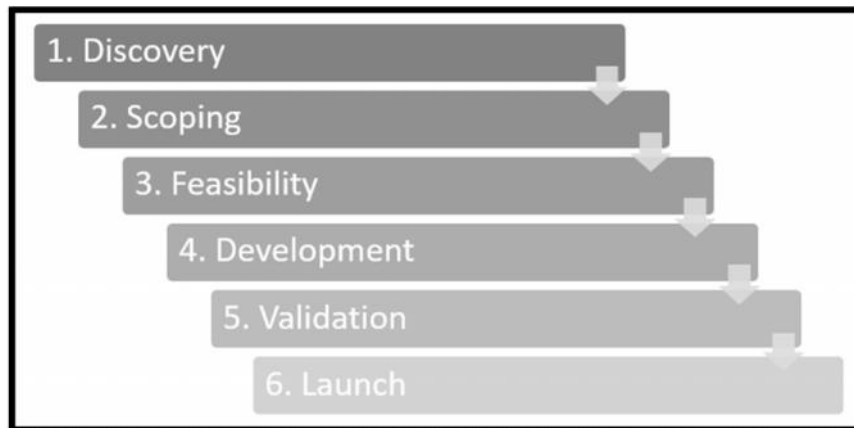 1. Discovery
2. Scoping
3. Feasibility
4. Development
5. Validation
6. Launch